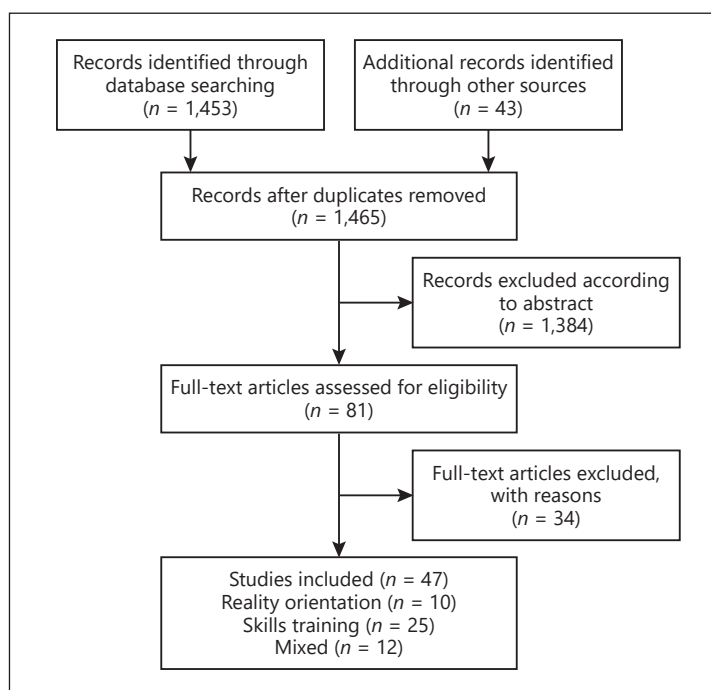 Records identified through
database searching
(n = 1,453)
Additional records identified
through other sources
(n = 43)
Records after duplicates removed
(n = 1,465)
Records excluded according
to abstract
(n = 1,384)
Full-text articles assessed for eligibility
(n = 81)
Full-text articles excluded,
with reasons
(n = 34)
Studies included (n = 47)
Reality orientation (n = 10)
Skills training (n = 25)
Mixed (n = 12)